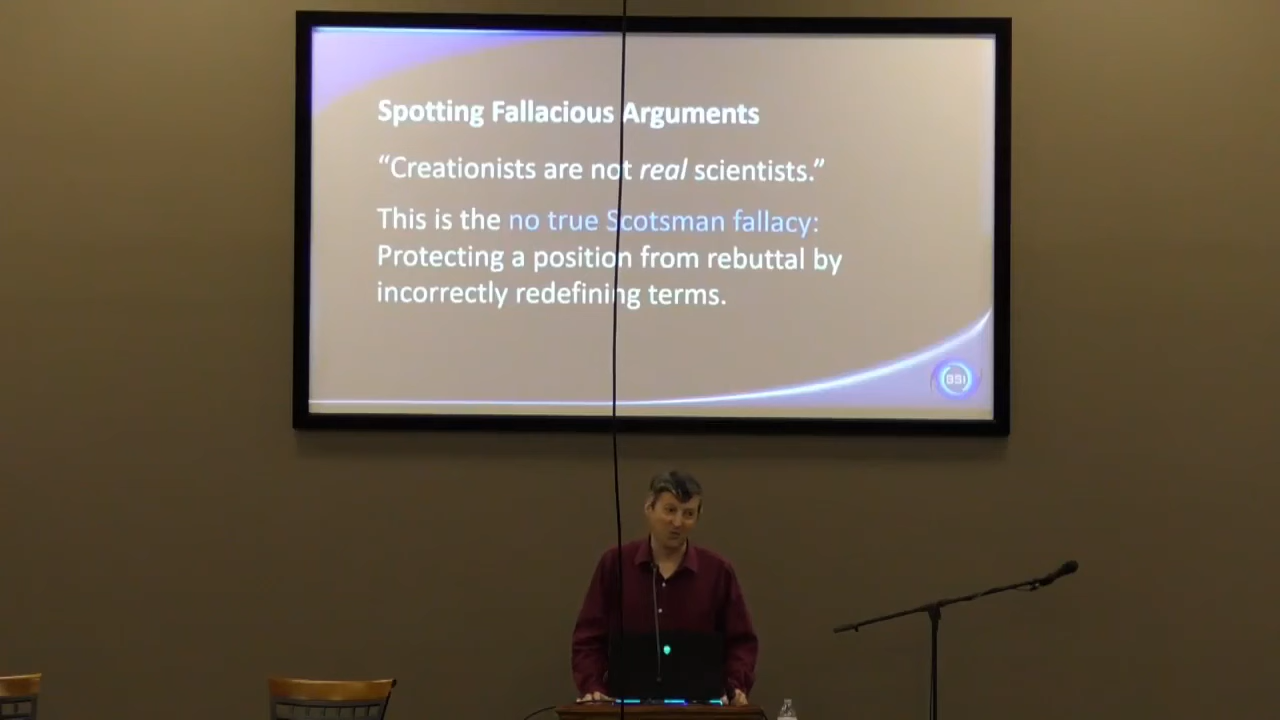 Spotting Fallacious Arguments
“Creationists are not real scientists.”
This is the no true Scotsman fallacy:
Protecting a position from rebuttal by
incorrectly redefining terms.
BSI